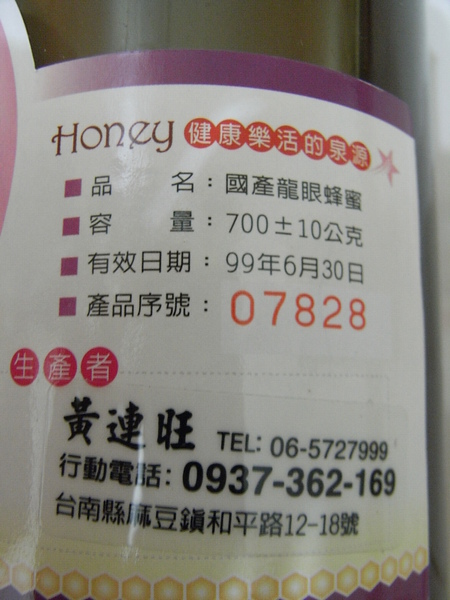 Honey 健康樂活的泉源
品名：國產龍眼蜂蜜
容量：700±10公克
有效日期：99年6月30日
產品序號：07828
生產者
黃連旺 TEL: 06-5727999
行動電話: 0937-362-169
台南縣麻豆鎮和平路12-18號